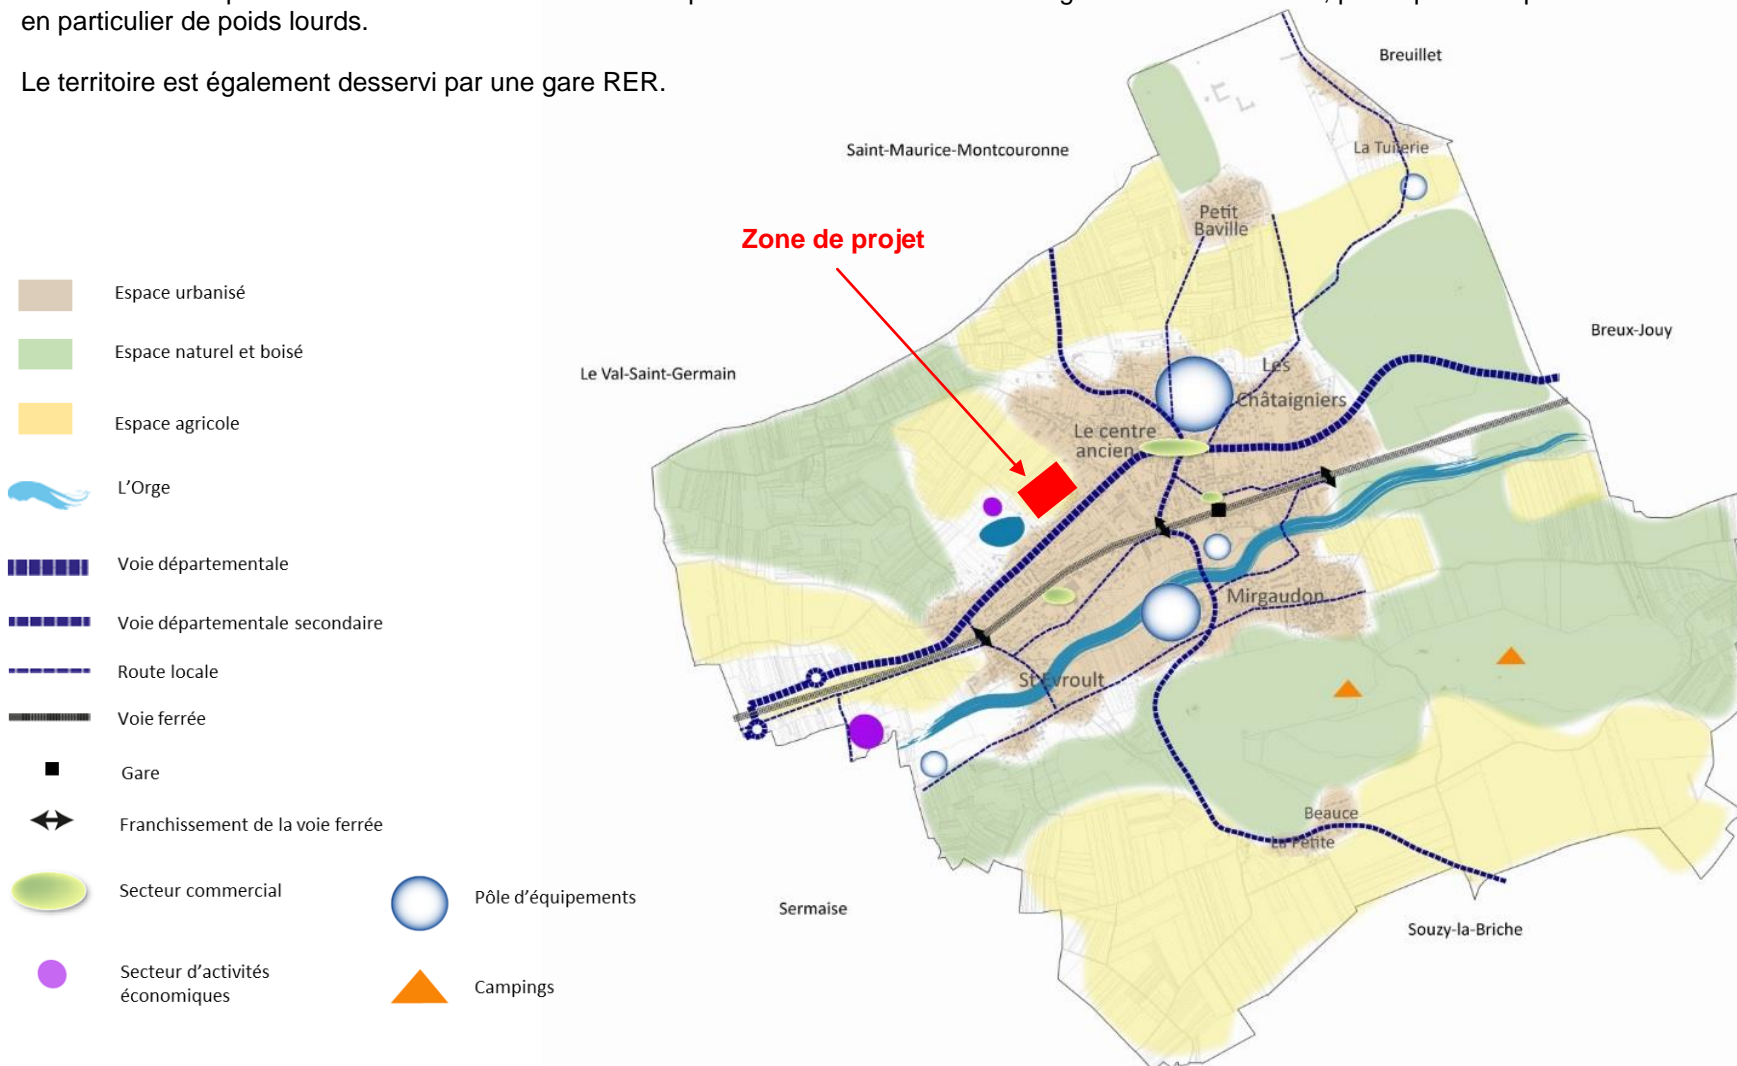 en particulier de poids lourds.
Le territoire est également desservi par une gare RER.
Breuillet
Saint-Maurice-Montcouronne
La Tuilerie
Petit
Baville
Zone de projet
Breux-Jouy
Le Val-Saint-Germain
Les
Châtaigniers
Le centre
ancien
Mirgaudon
St Evroult
Beauce
La Petite
Sermaise
Souzy-la-Briche
Espace urbanisé
Espace naturel et boisé
Espace agricole
L'Orge
Voie départementale
Voie départementale secondaire
Route locale
Voie ferrée
Gare
Franchissement de la voie ferrée
Secteur commercial
Pôle d'équipements
Secteur d'activités
économiques
Campings